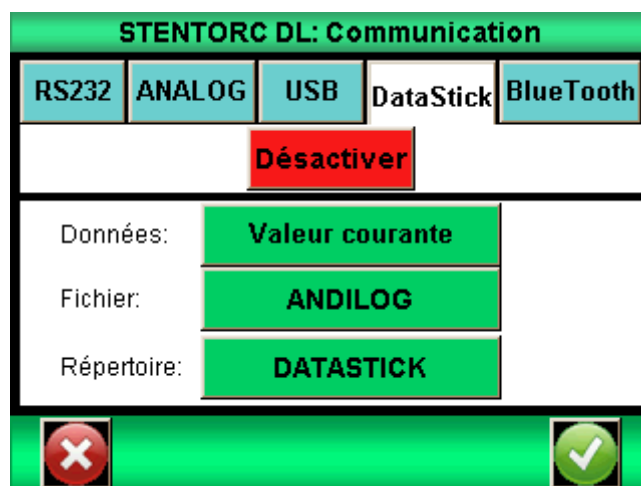 STENTORC DL: Communication
RS232 ANALOG USB DataStick BlueTooth
Désactiver
Données: Valeur courante
Fichier: ANDILOG
Répertoire: DATASTICK